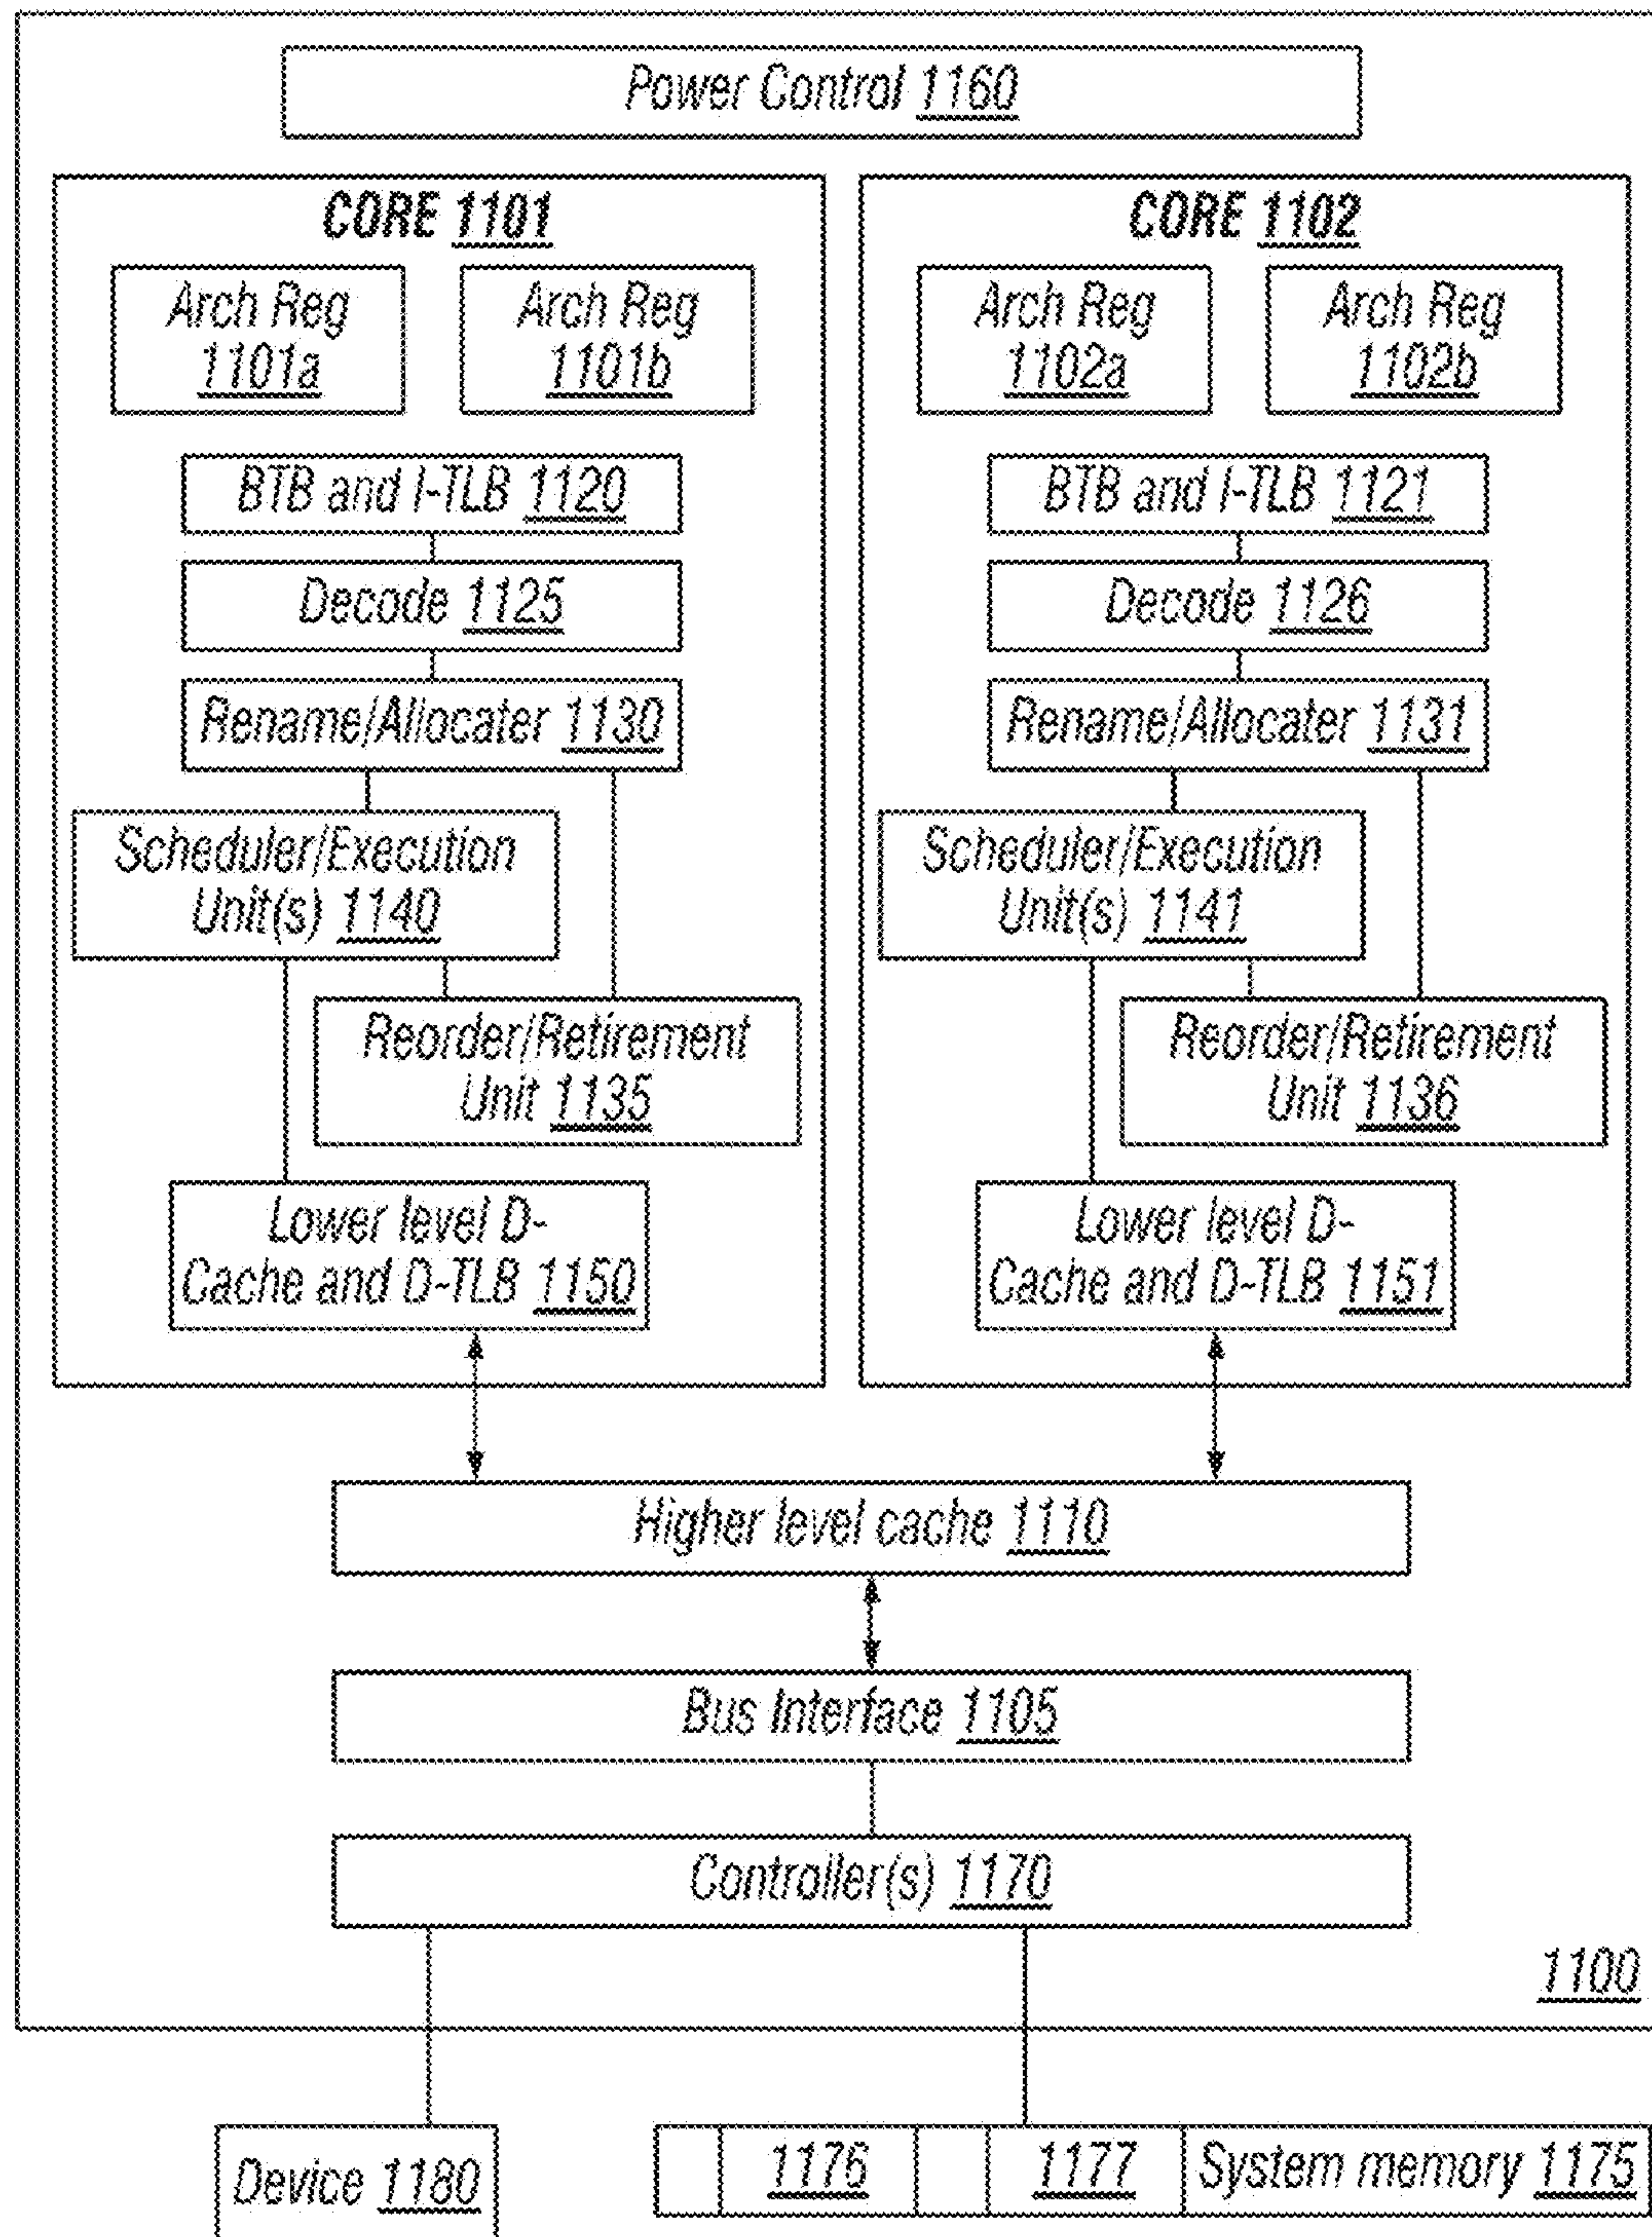 Power Control 1160
CORE 1101
Arch Reg
1101a
Arch Reg
1101b
BTB and I-TLB 1120
Decode 1125
Rename/Allocater 1130
Scheduler/Execution
Unit(s) 1140
Reorder/Retirement
Unit 1135
Lower level D-
Cache and D-TLB 1150
CORE 1102
Arch Reg
1102a
Arch Reg
1102b
BTB and I-TLB 1121
Decode 1126
Rename/Allocater 1131
Scheduler/Execution
Unit(s) 1141
Reorder/Retirement
Unit 1136
Lower level D-
Cache and D-TLB 1151
Higher level cache 1110
Bus Interface 1105
Controller(s) 1170
1100
Device 1180
1176
1177
System memory 1175